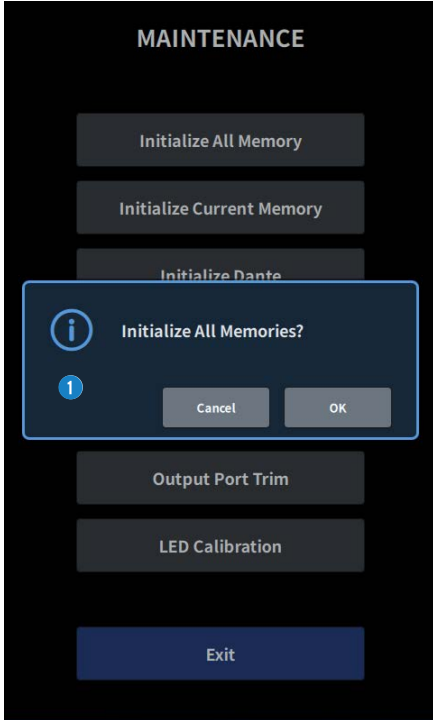 MAINTENANCE
Initialize All Memory
Initialize Current Memory
Initialize Dante
Initialize All Memories?
1
Cancel OK
Output Port Trim
LED Calibration
Exit